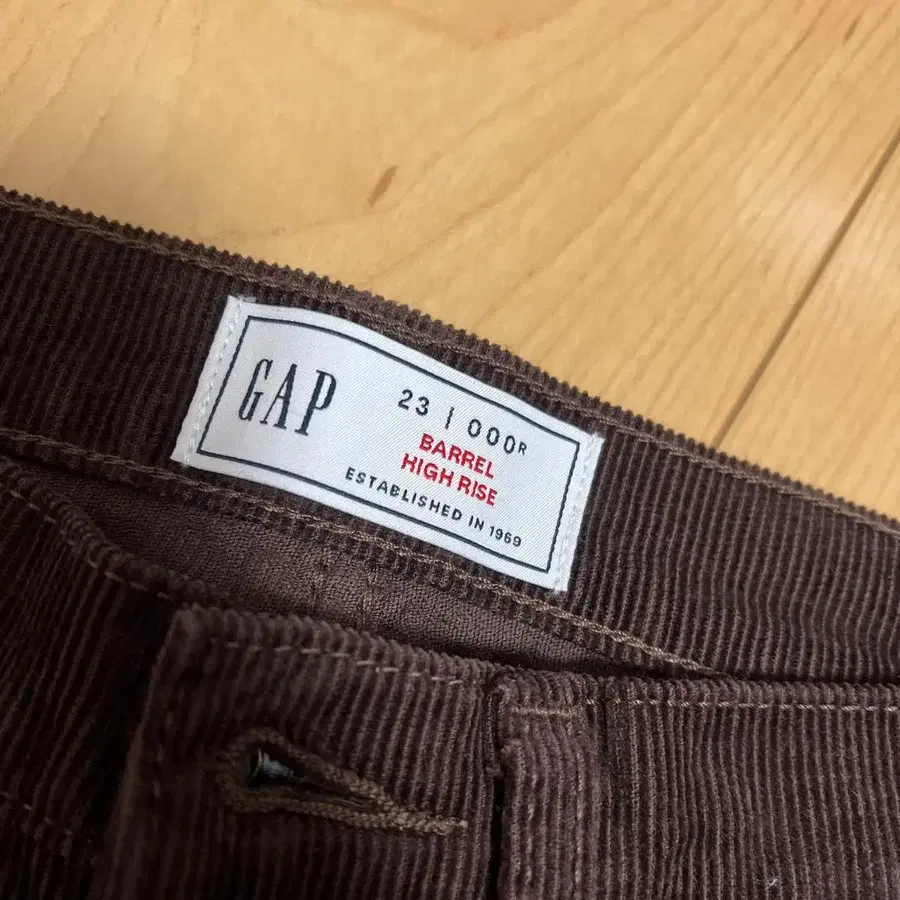 GAP
23 | 000R
BARREL
HIGH RISE
ESTABLISHED IN 1969